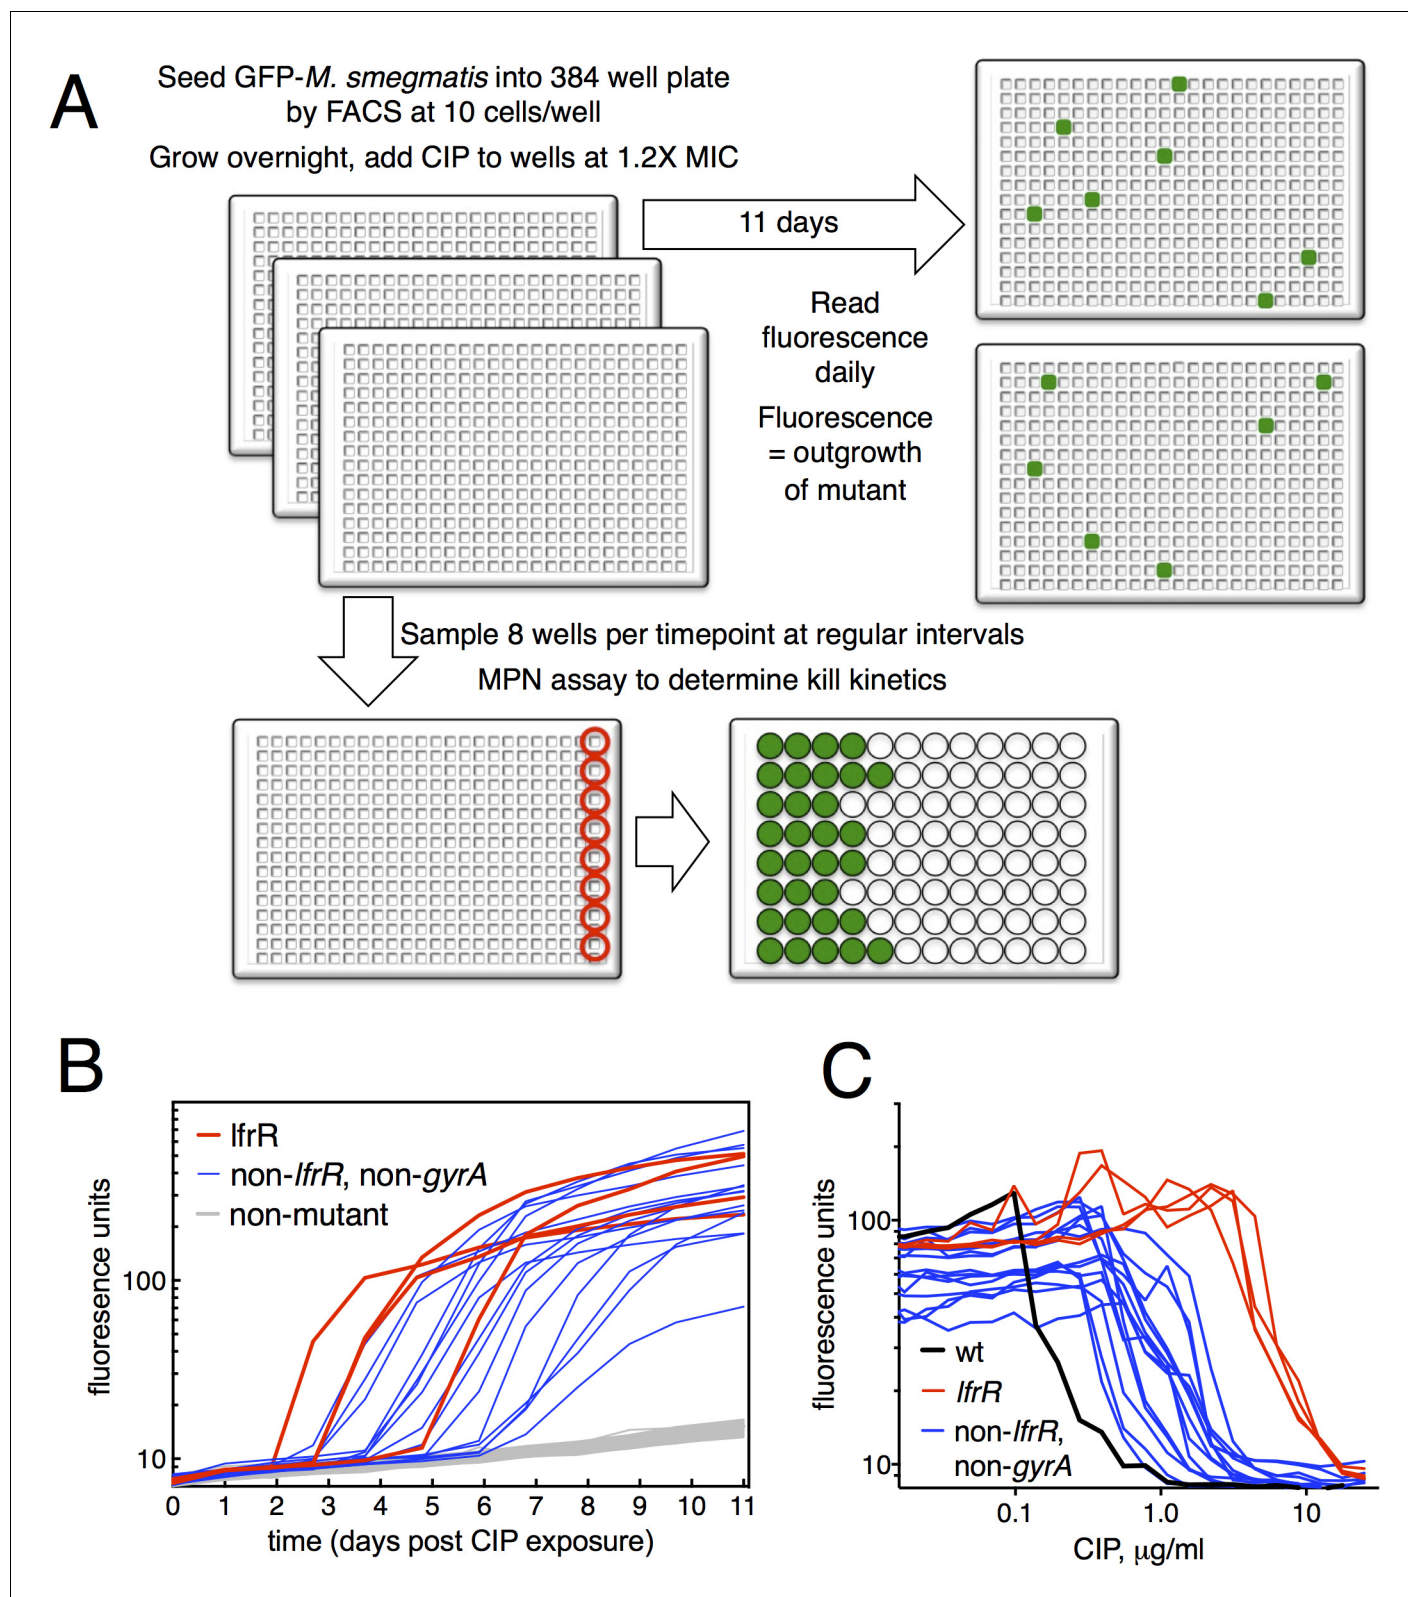 A
Seed GFP-M. smegmatis into 384 well plate
by FACS at 10 cells/well
Grow overnight, add CIP to wells at 1.2X MIC
11 days
Read
fluorescence
daily
Fluorescence
= outgrowth
of mutant
Sample 8 wells per timepoint at regular intervals
MPN assay to determine kill kinetics
B
lfrR
non-lfrR, non-gyrA
non-mutant
fluoresence units
100
10
0 1 2 3 4 5 6 7 8 9 10 11
time (days post CIP exposure)
C
fluorescence units
100
10
wt
lfrR
non-lfrR,
non-gyrA
0.1 1.0 10
CIP, μg/ml